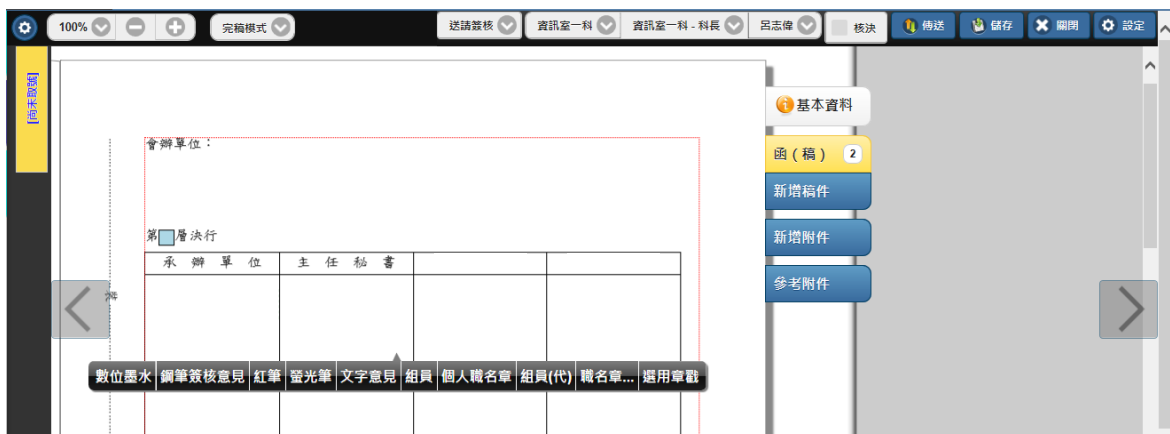 100% 完稿模式 送請簽核 資訊室一科 資訊室一科 - 科長 呂志偉 核決 傳送 儲存 關閉 設定
[尚未取號]
基本資料
會辦單位：
函(稿) 2
新增稿件
新增附件
第 層決行
承辦單位 主任秘書
參考附件
數位墨水 鋼筆簽核意見 紅筆 螢光筆 文字意見 組員 個人職名章 組員(代) 職名章... 選用章戳